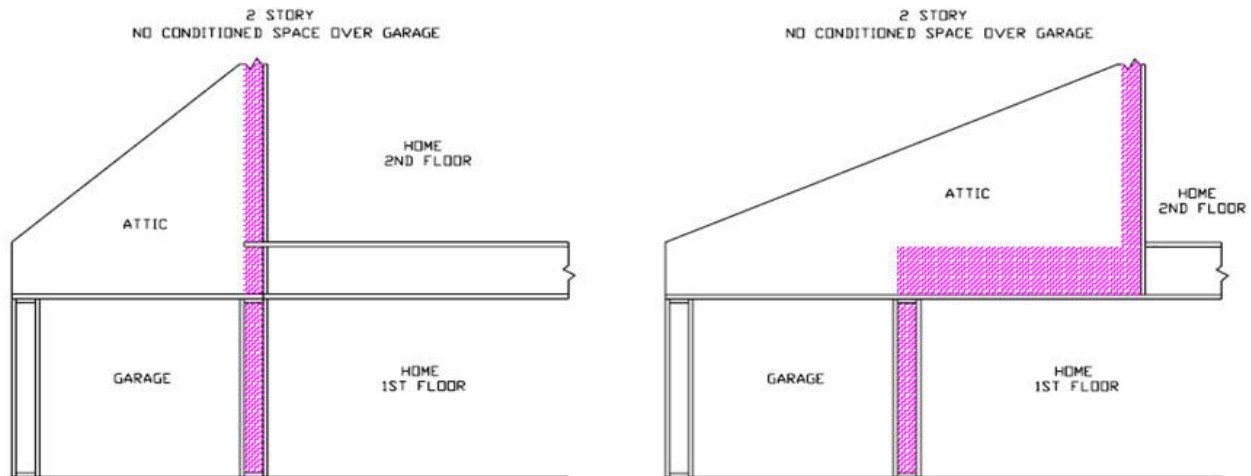 2 STORY
NO CONDITIONED SPACE OVER GARAGE
HOME
2ND FLOOR
ATTIC
GARAGE
HOME
1ST FLOOR
2 STORY
NO CONDITIONED SPACE OVER GARAGE
ATTIC
HOME
2ND FLOOR
GARAGE
HOME
1ST FLOOR